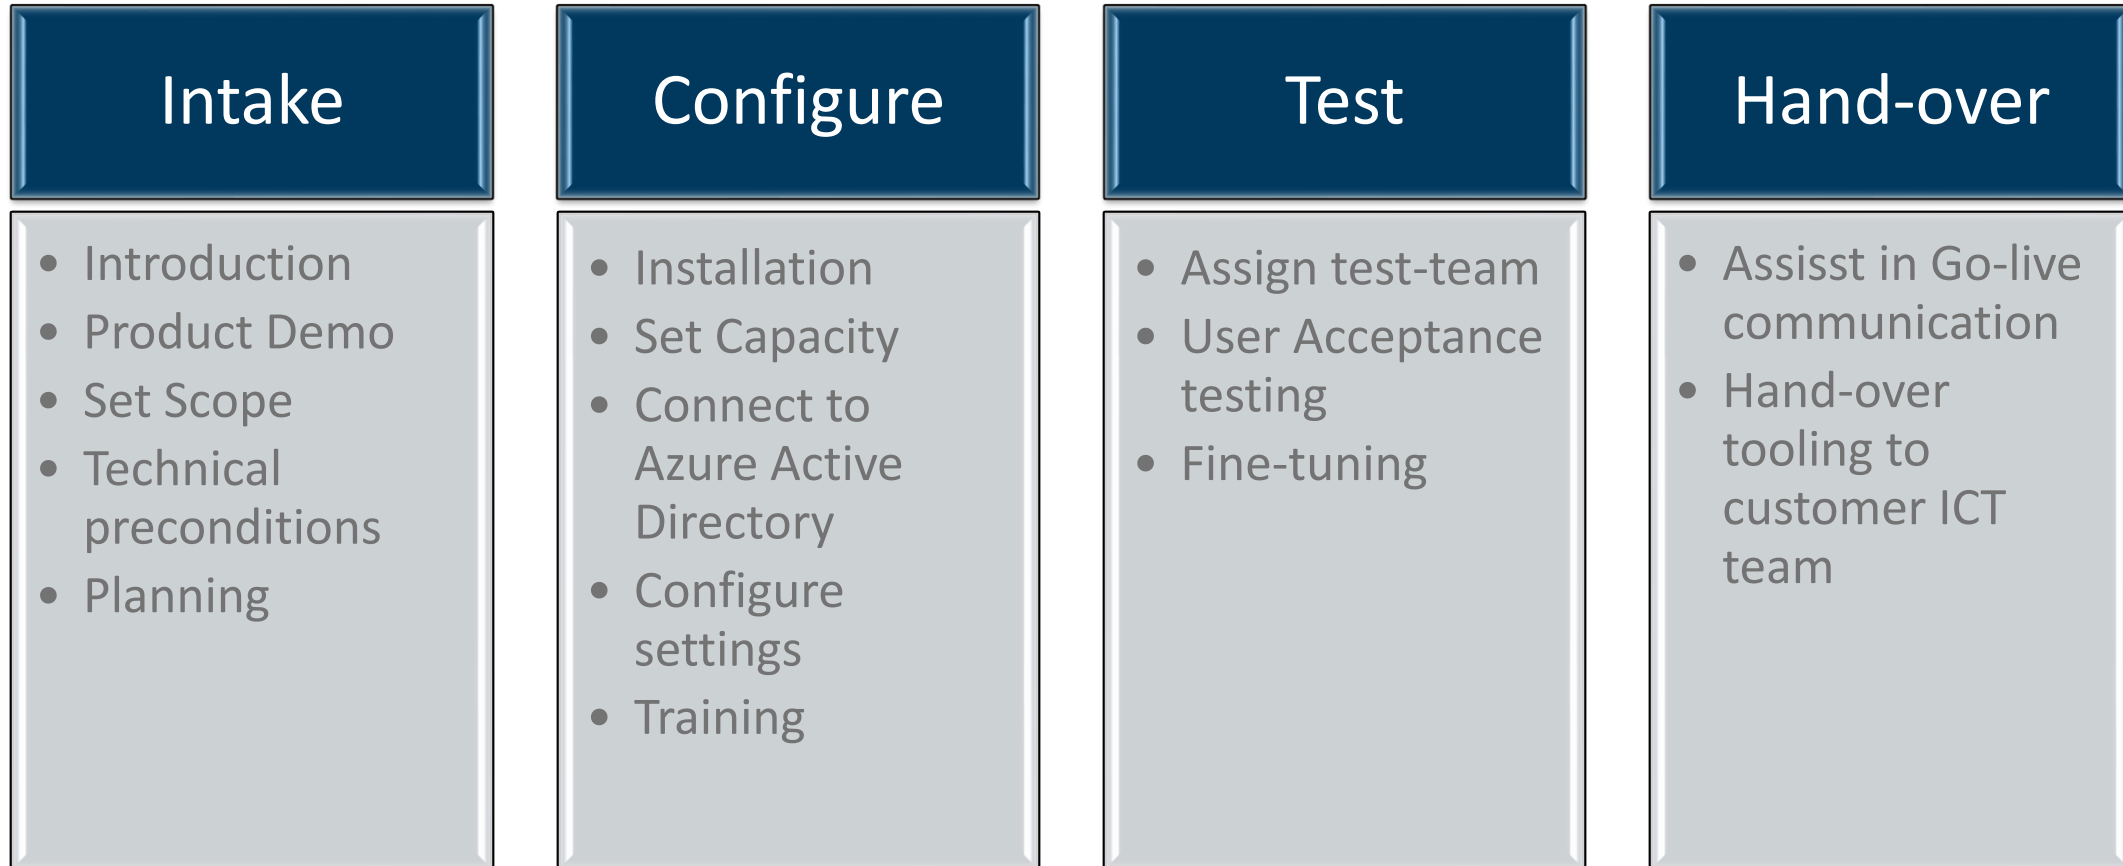 Intake
• Introduction
• Product Demo
• Set Scope
• Technical
preconditions
• Planning
Configure
• Installation
• Set Capacity
• Connect to
Azure Active
Directory
• Configure
settings
• Training
Test
• Assign test-team
• User Acceptance
testing
• Fine-tuning
Hand-over
• Assisst in Go-live
communication
• Hand-over
tooling to
customer ICT
team